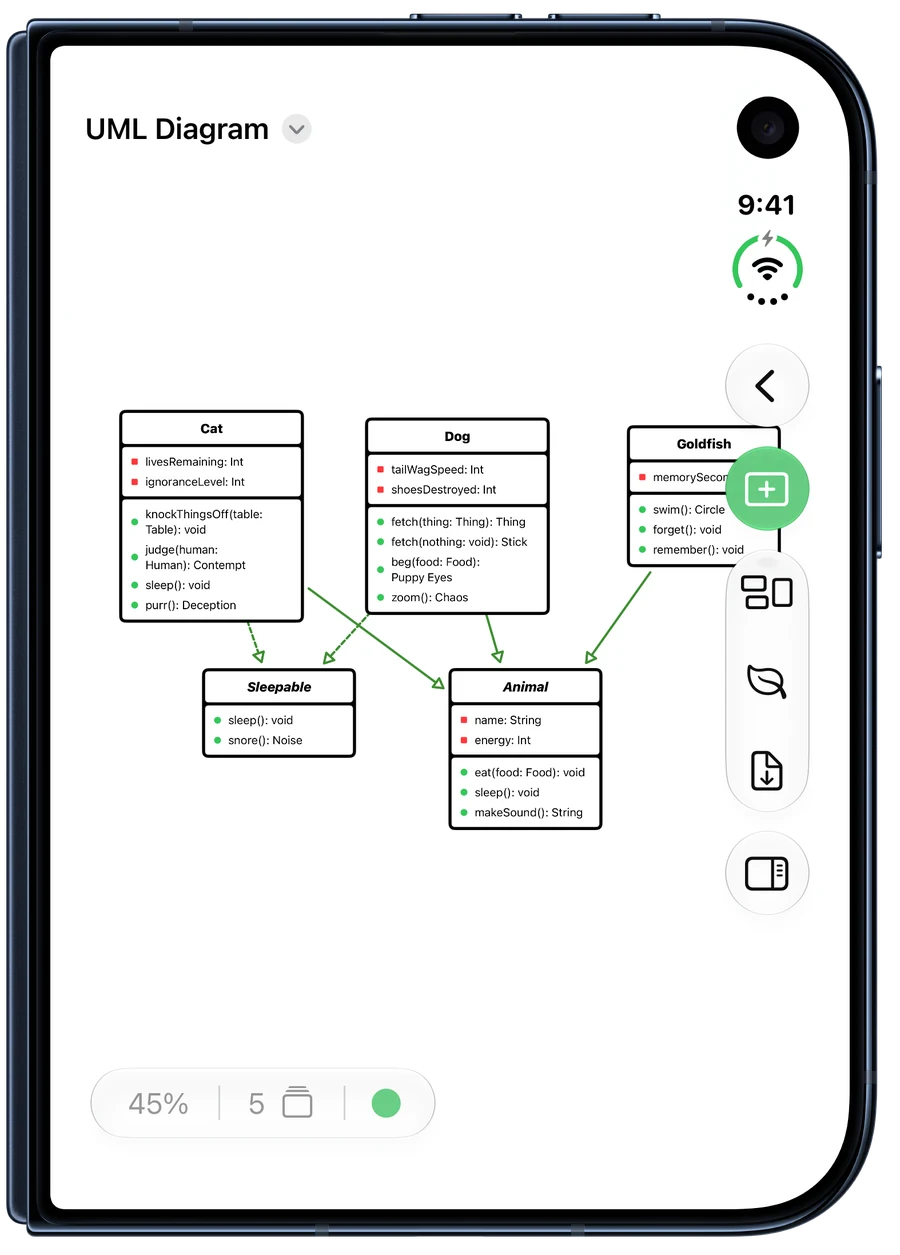 UML Diagram
9:41
Cat
livesRemaining: Int
ignoranceLevel: Int
knockThingsOff(table:
Table): void
judge(human:
Human): Contempt
sleep(): void
purr(): Deception
Dog
tailWagSpeed: Int
shoesDestroyed: Int
fetch(thing: Thing): Thing
fetch(nothing: void): Stick
beg(food: Food):
Puppy Eyes
zoom(): Chaos
Goldfish
swim(): Circle
forget(): void
remember(): void
Sleepable
sleep(): void
snore(): Noise
Animal
name: String
energy: Int
eat(food: Food): void
sleep(): void
makeSound(): String
45%
5